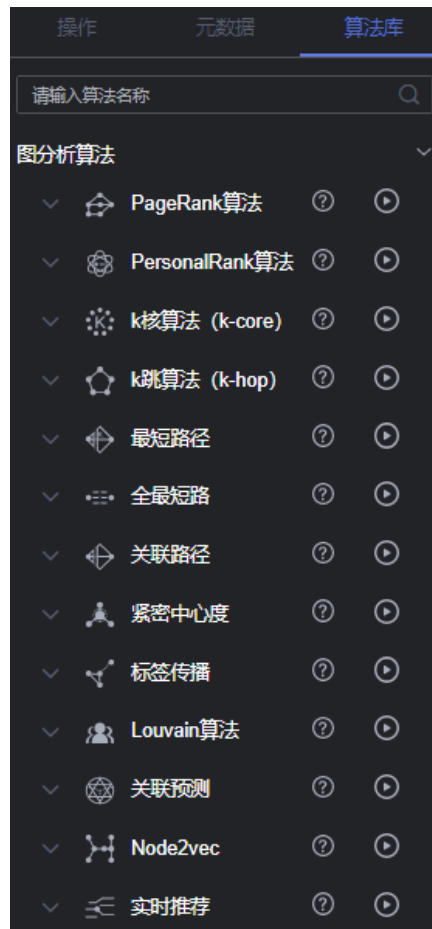 操作 元数据 算法库
请输入算法名称
图分析算法
PageRank算法
PersonalRank算法
k核算法（k-core）
k跳算法（k-hop）
最短路径
全最短路
关联路径
紧密中心度
标签传播
Louvain算法
关联预测
Node2vec
实时推荐